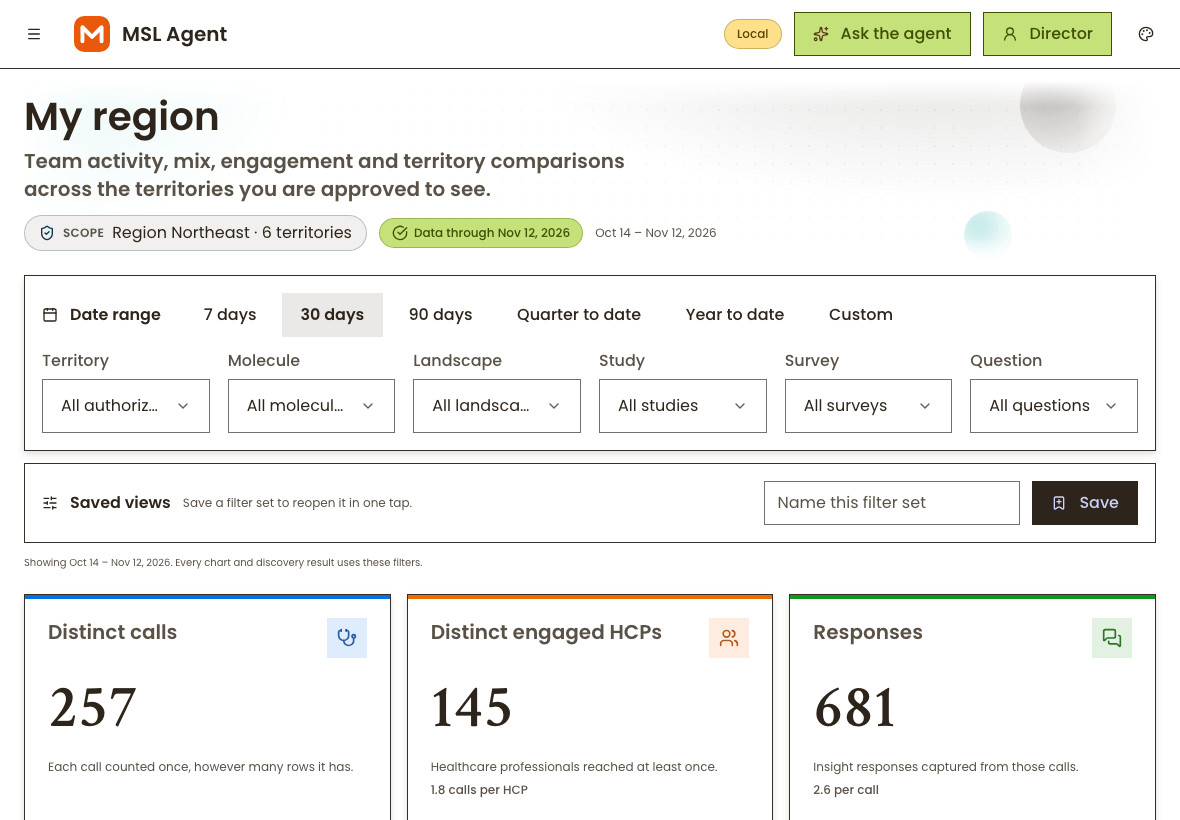 MSL Agent
Local
Ask the agent
Director
My region
Team activity, mix, engagement and territory comparisons
across the territories you are approved to see.
SCOPE Region Northeast · 6 territories
Data through Nov 12, 2026
Oct 14 – Nov 12, 2026
Date range
7 days
30 days
90 days
Quarter to date
Year to date
Custom
Territory
Molecule
Landscape
Study
Survey
Question
All authoriz...
All molecul...
All landsca...
All studies
All surveys
All questions
Saved views
Save a filter set to reopen it in one tap.
Name this filter set
Save
Showing Oct 14 – Nov 12, 2026. Every chart and discovery result uses these filters.
Distinct calls
257
Each call counted once, however many rows it has.
Distinct engaged HCPs
145
Healthcare professionals reached at least once.
1.8 calls per HCP
Responses
681
Insight responses captured from those calls.
2.6 per call